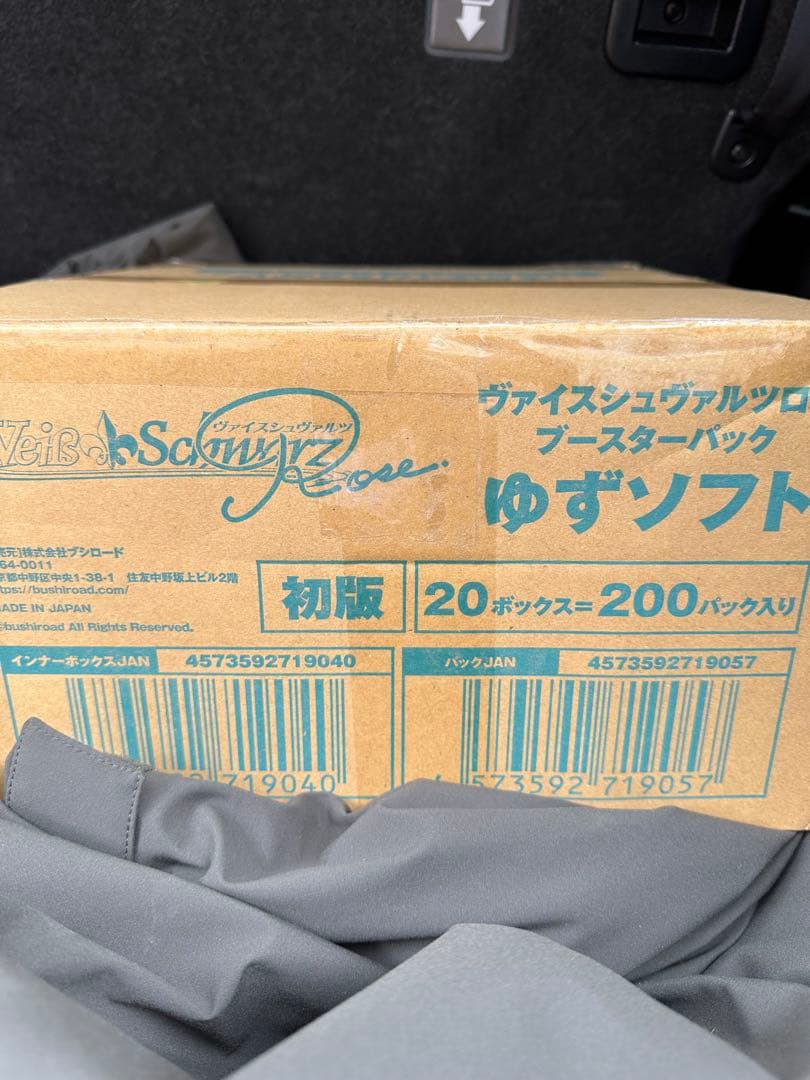 Weiß Schwarz
ヴァイスシュヴァルツ
Rose.
ヴァイスシュヴァルツロ
ブースターパック
ゆずソフト
売元]株式会社ブシロード
64-0011
京都中野区中央1-38-1 住友中野坂上ビル2階
ttps://bushiroad.com/
MADE IN JAPAN
©bushiroad All Rights Reserved.
初版
20ボックス=200パック入り
インナーボックスJAN 4573592719040
パックJAN 4573592719057
2 719040
4 573592 719057